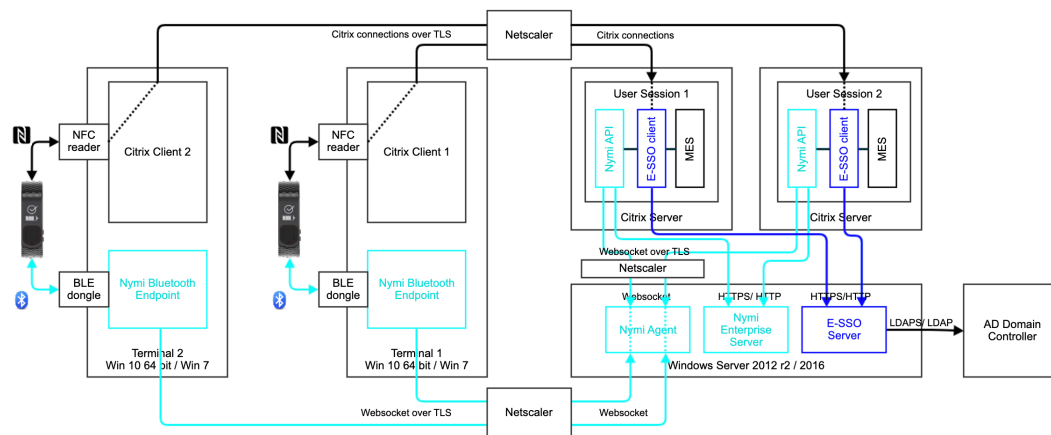 Citrix connections over TLS
Netscaler
Citrix connections
NFC
reader
Citrix Client 2
BLE
dongle
Nymi Bluetooth
Endpoint
Terminal 2
Win 10 64 bit / Win 7
NFC
reader
Citrix Client 1
BLE
dongle
Nymi Bluetooth
Endpoint
Terminal 1
Win 10 64 bit / Win 7
User Session 1
Nymi API
E-SSO client
MES
Citrix Server
User Session 2
Nymi API
E-SSO client
MES
Citrix Server
Websocket over TLS
Netscaler
Websocket
HTTPS/ HTTP
HTTPS/HTTP
Nymi Agent
Nymi
Enterprise
Server
E-SSO
Server
LDAPS/ LDAP
AD Domain
Controller
Windows Server 2012 r2 / 2016
Websocket over TLS
Netscaler
Websocket